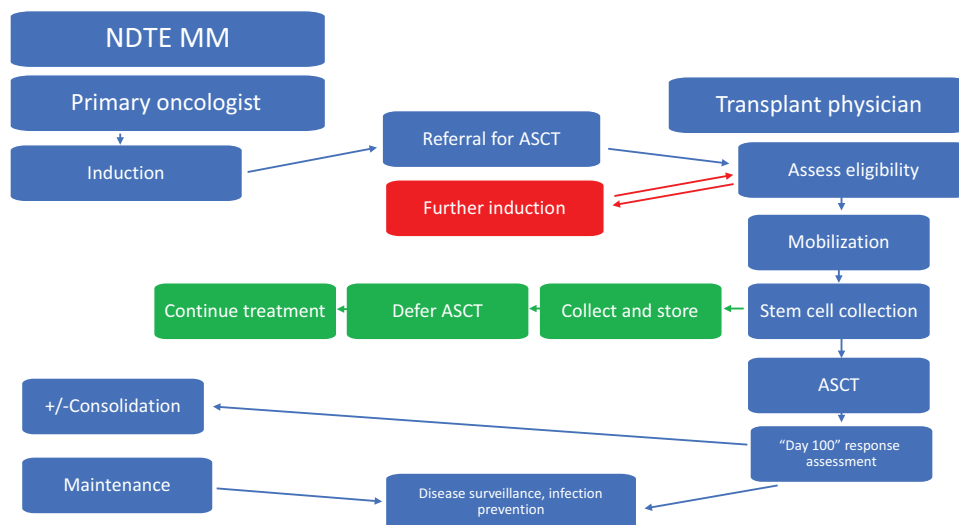 NDTE MM
Primary oncologist
Transplant physician
Referral for ASCT
Induction
Assess eligibility
Further induction
Mobilization
Continue treatment
Defer ASCT
Collect and store
Stem cell collection
ASCT
+/-Consolidation
“Day 100” response
assessment
Maintenance
Disease surveillance, infection
prevention